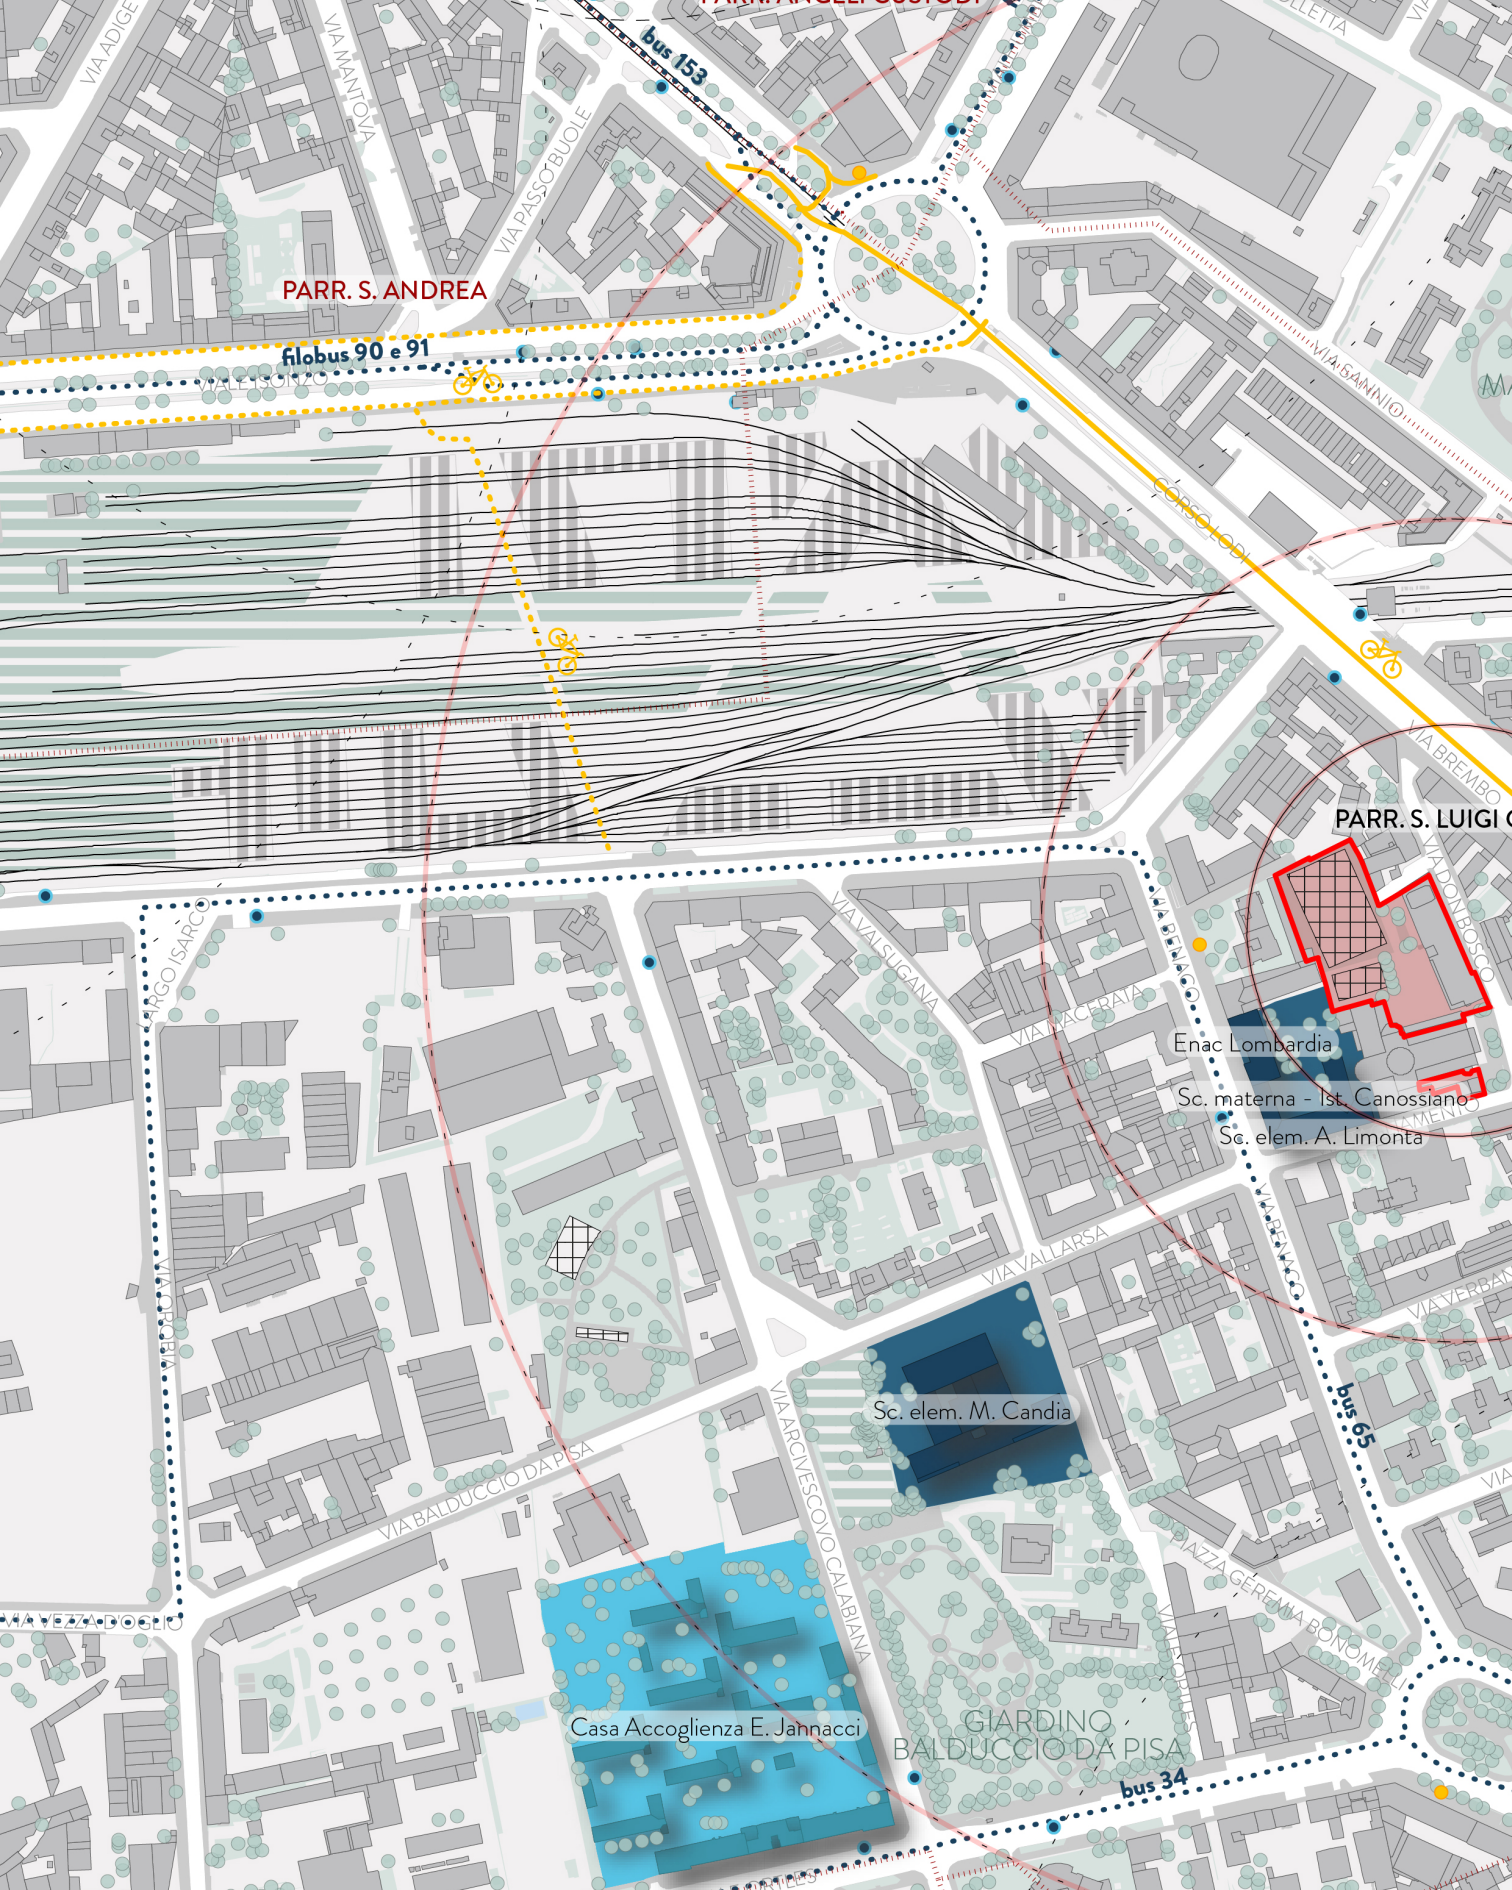 PARR. ANGELI CUSTODI
VIA ADIGE
VIA MANTOVA
bus 153
VIA PASSO BUOLE
PARR. S. ANDREA
filobus 90 e 91
VIALE ISONZO
VIA SANNIO
CORSO LODI
VIA BREMBO
PARR. S. LUIGI
VIA DON BOSCO
LARGO ISARCO
VIA VALSUGANA
VIA BENACO
VIA MACERATA
Enac Lombardia
Sc. materna - Ist. Canossiano
Sc. elem. A. Limonta
VIA OROBIA
VIA VALLARSA
VIA BENACO
VIA VERBAN
bus 65
Sc. elem. M. Candia
VIA BALDUCCIO DA PISA
VIA ARCIVESCOVO CALABIANA
PIAZZA GEREMIA BONOMELLI
VIA VEZZA D'OGLIO
Casa Accoglienza E. Jannacci
GIARDINO
BALDUCCIO DA PISA
bus 34